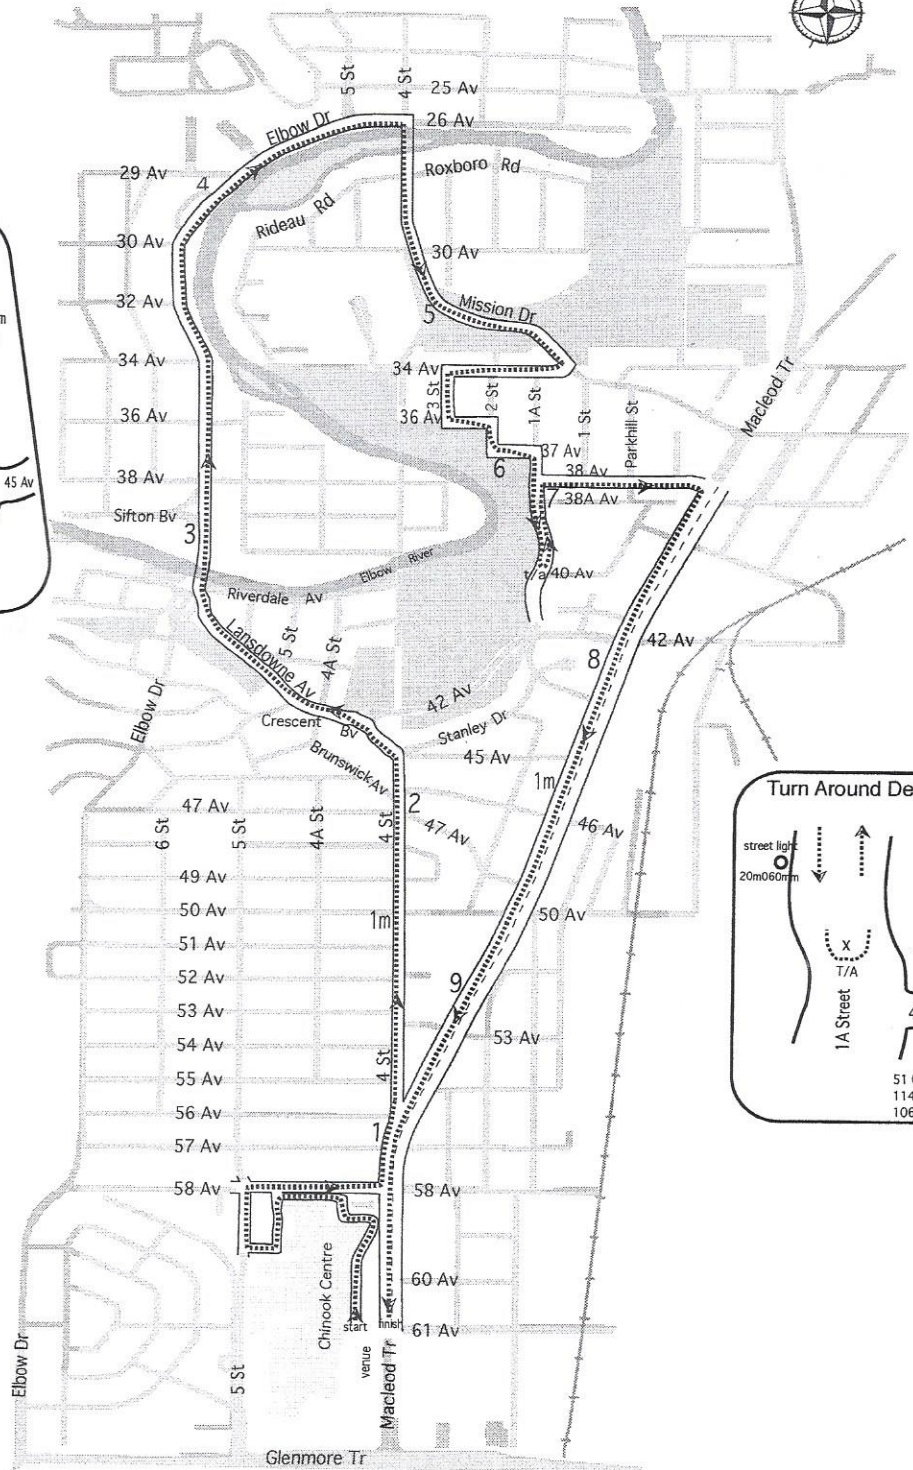 5 St
4 St
25 Av
26 Av
Elbow Dr
29 Av
4
Roxboro Rd
Rideau Rd
30 Av
30 Av
32 Av
Mission Dr
5
34 Av
34 Av
Macleod Tr
3 St
2 St
1A St
1 St
Parkhill St
36 Av
36 Av
37 Av
6
38 Av
38 Av
7
38A Av
45 Av
m
Sifton Bv
3
Elbow River
t/a 40 Av
Riverdale Av
Lansdowne Av
5 St
4A St
42 Av
8
42 Av
Elbow Dr
Crescent Bv
Stanley Dr
Brunswick Av
45 Av
1m
Turn Around De
2
47 Av
6 St
5 St
4A St
4 St
47 Av
46 Av
street light
20m060mm
49 Av
50 Av
1m
50 Av
51 Av
x
T/A
52 Av
9
1A Street
53 Av
53 Av
4
54 Av
4 St
55 Av
51
114
106
56 Av
1
57 Av
58 Av
58 Av
Chinook Centre
60 Av
start
finish
61 Av
venue
Elbow Dr
5 St
Macleod Tr
Glenmore Tr